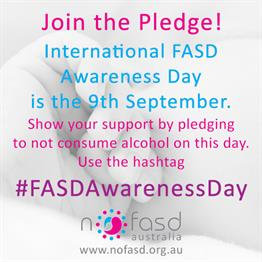 Join the Pledge!
International FASD
Awareness Day
is the 9th September.
Show your support by pledging
to not consume alcohol on this day.
Use the hashtag
#FASDAwarenessDay
nofasd
australia
www.nofasd.org.au